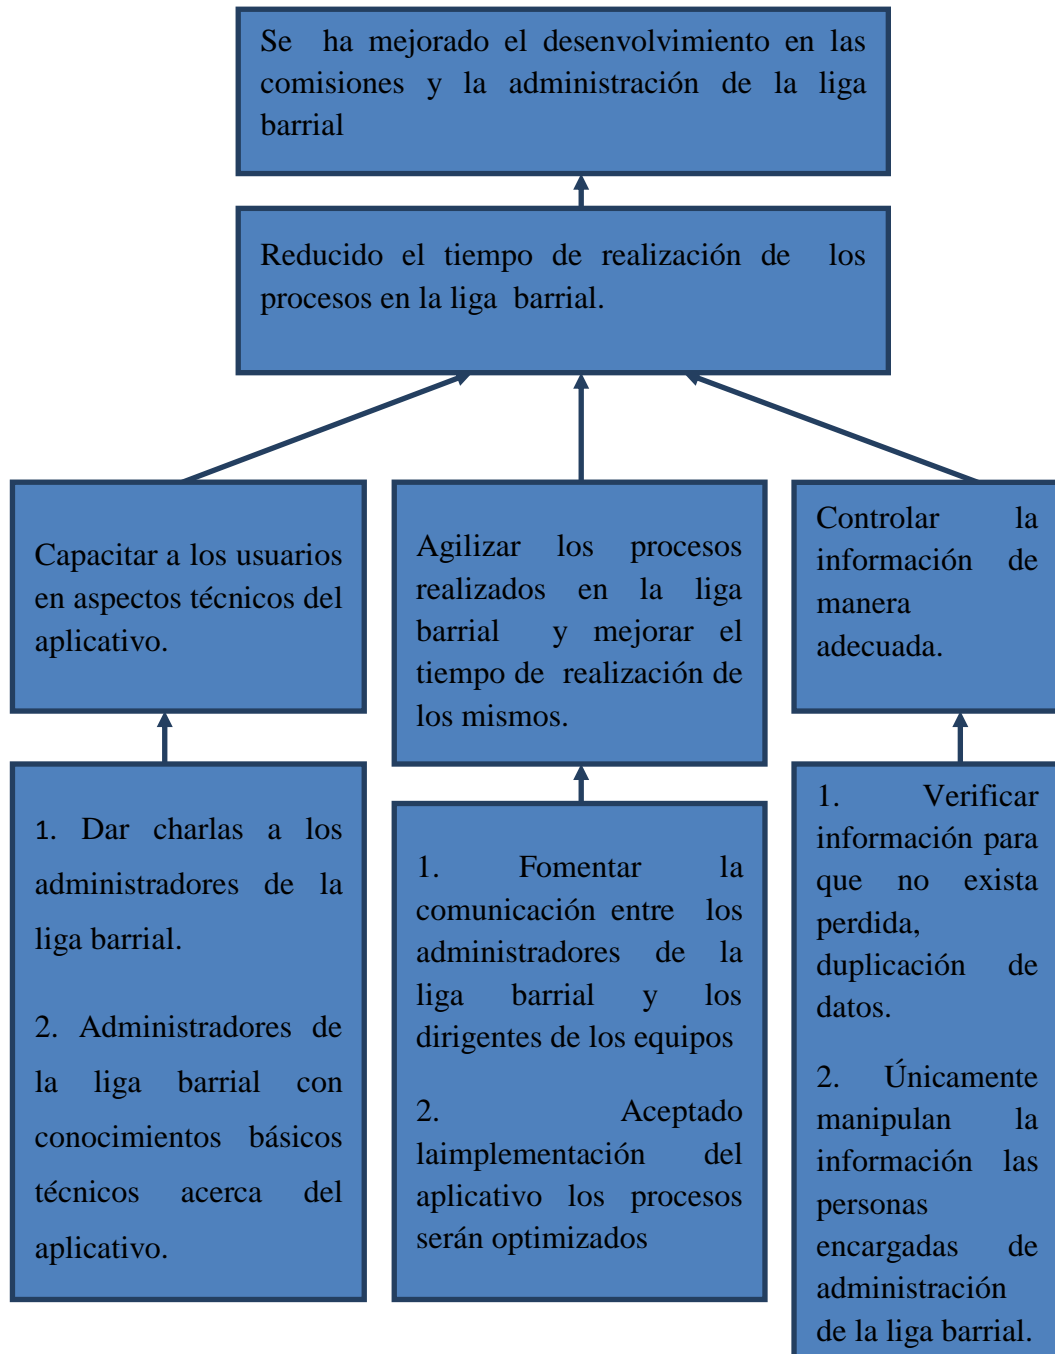 Se ha mejorado el desenvolvimiento en las
comisiones y la administración de la liga
barrial
Reducido el tiempo de realización de los
procesos en la liga barrial.
Capacitar a los usuarios
en aspectos técnicos del
aplicativo.
Agilizar los procesos
realizados en la liga
barrial y mejorar el
tiempo de realización de
los mismos.
Controlar la
información de
manera
adecuada.
1. Dar charlas a los
administradores de la
liga barrial.
2. Administradores de
la liga barrial con
conocimientos básicos
técnicos acerca del
aplicativo.
1. Fomentar la
comunicación entre los
administradores de la
liga barrial y los
dirigentes de los equipos
2. Aceptado
laimplementación del
aplicativo los procesos
serán optimizados
1. Verificar
información para
que no exista
perdida,
duplicación de
datos.
2. Únicamente
manipulan la
información las
personas
encargadas de
administración
de la liga barrial.